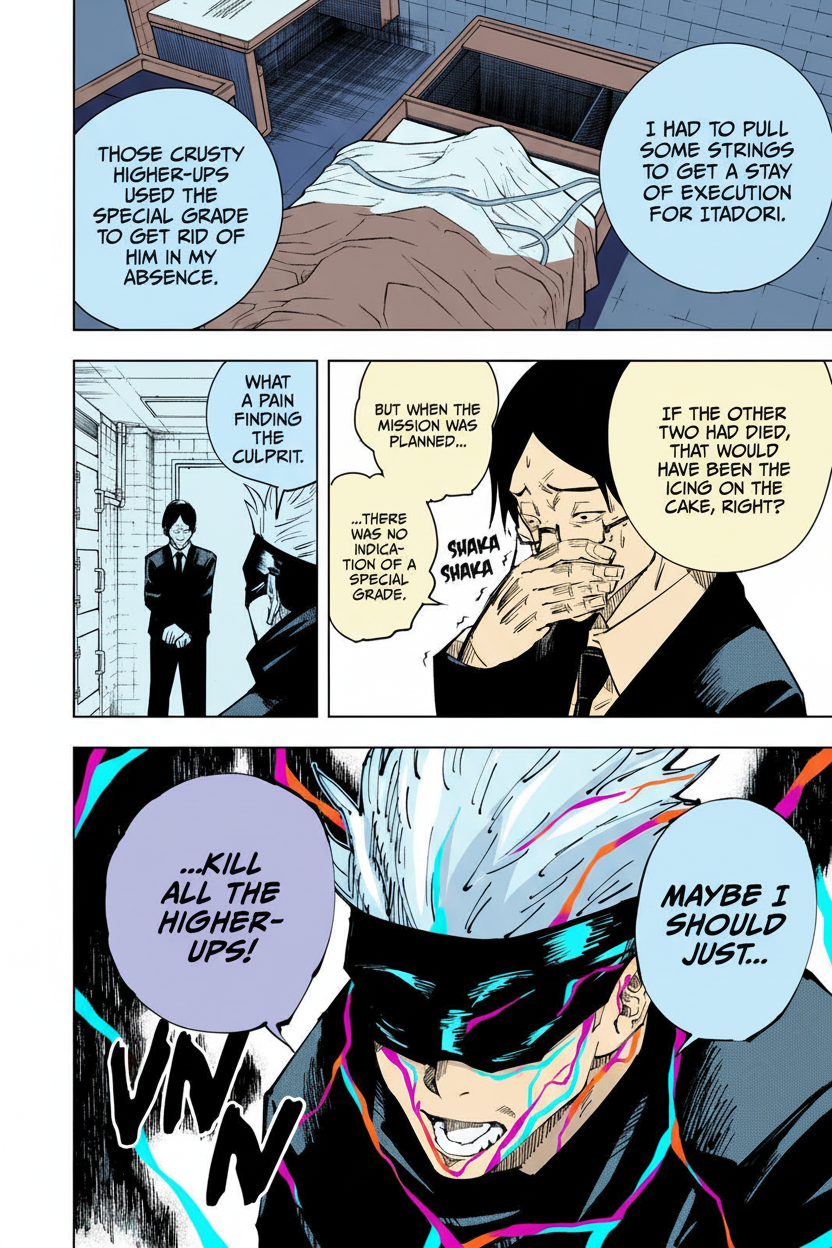 I HAD TO PULL
SOME STRINGS
TO GET A STAY
OF EXECUTION
FOR ITADORI.
THOSE CRUSTY
HIGHER-UPS
USED THE
SPECIAL GRADE
TO GET RID OF
HIM IN MY
ABSENCE.
IF THE OTHER
TWO HAD DIED,
THAT WOULD
HAVE BEEN THE
ICING ON THE
CAKE, RIGHT?
BUT WHEN THE
MISSION WAS
PLANNED...
...THERE
WAS NO
INDICA-
TION OF A
SPECIAL
GRADE.
SHAKA
SHAKA
WHAT
A PAIN
FINDING
THE
CULPRIT.
MAYBE I
SHOULD
JUST...
...KILL
ALL THE
HIGHER-
UPS!
VNN
N